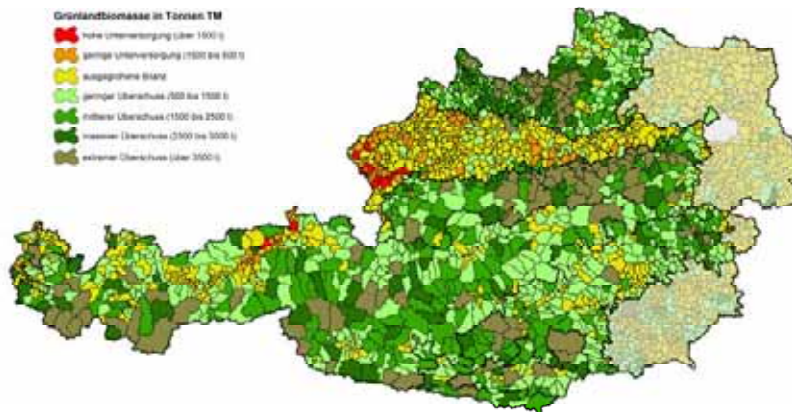 Grünlandbiomasse in Tonnen TM
hohe Unterversorgung (über 1500 t)
geringe Unterversorgung (1500 bis 500 t)
ausgeglichene Bilanz
geringer Überschuss (500 bis 1500 t)
mittlerer Überschuss (1500 bis 2500 t)
massiver Überschuss (2500 bis 3500 t)
extremer Überschuss (über 3500 t)